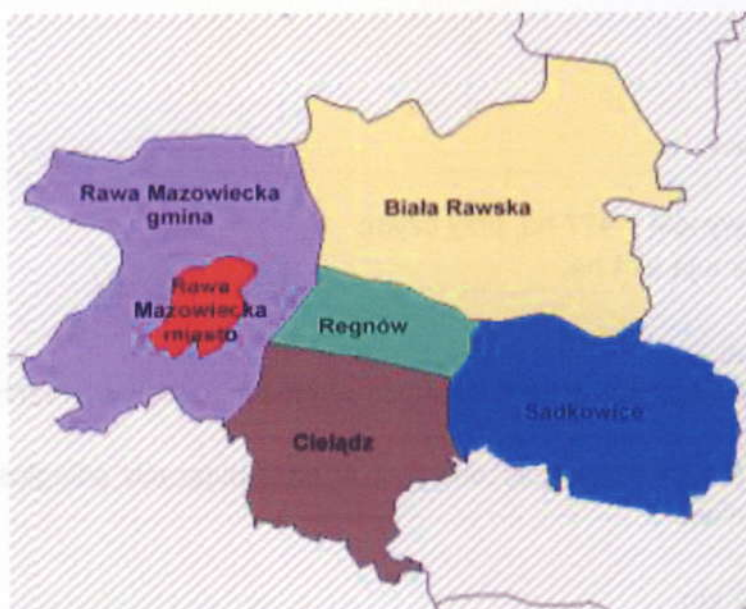 Rawa Mazowiecka
gmina
Biała Rawska
Rawa
Mazowiecka
miasto
Regnów
Sadkowice
Cielądz